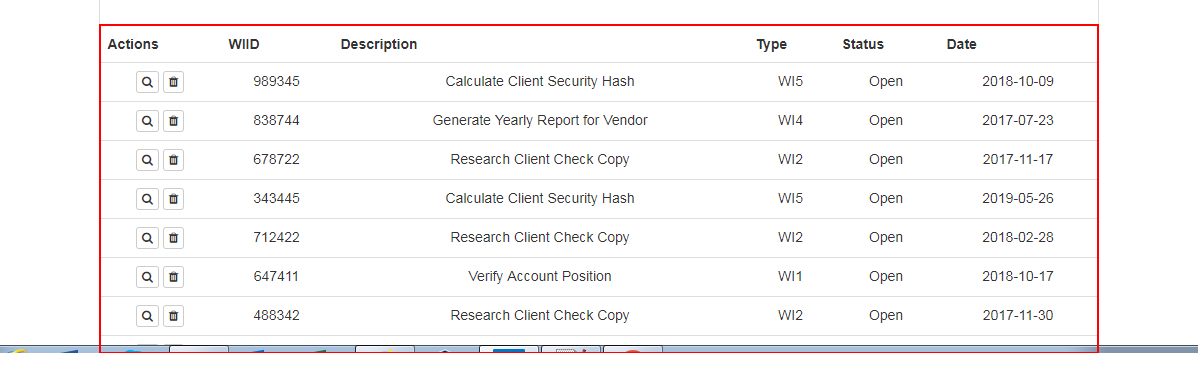 Actions WIID Description Type Status Date
989345 Calculate Client Security Hash WI5 Open 2018-10-09
838744 Generate Yearly Report for Vendor WI4 Open 2017-07-23
678722 Research Client Check Copy WI2 Open 2017-11-17
343445 Calculate Client Security Hash WI5 Open 2019-05-26
712422 Research Client Check Copy WI2 Open 2018-02-28
647411 Verify Account Position WI1 Open 2018-10-17
488342 Research Client Check Copy WI2 Open 2017-11-30